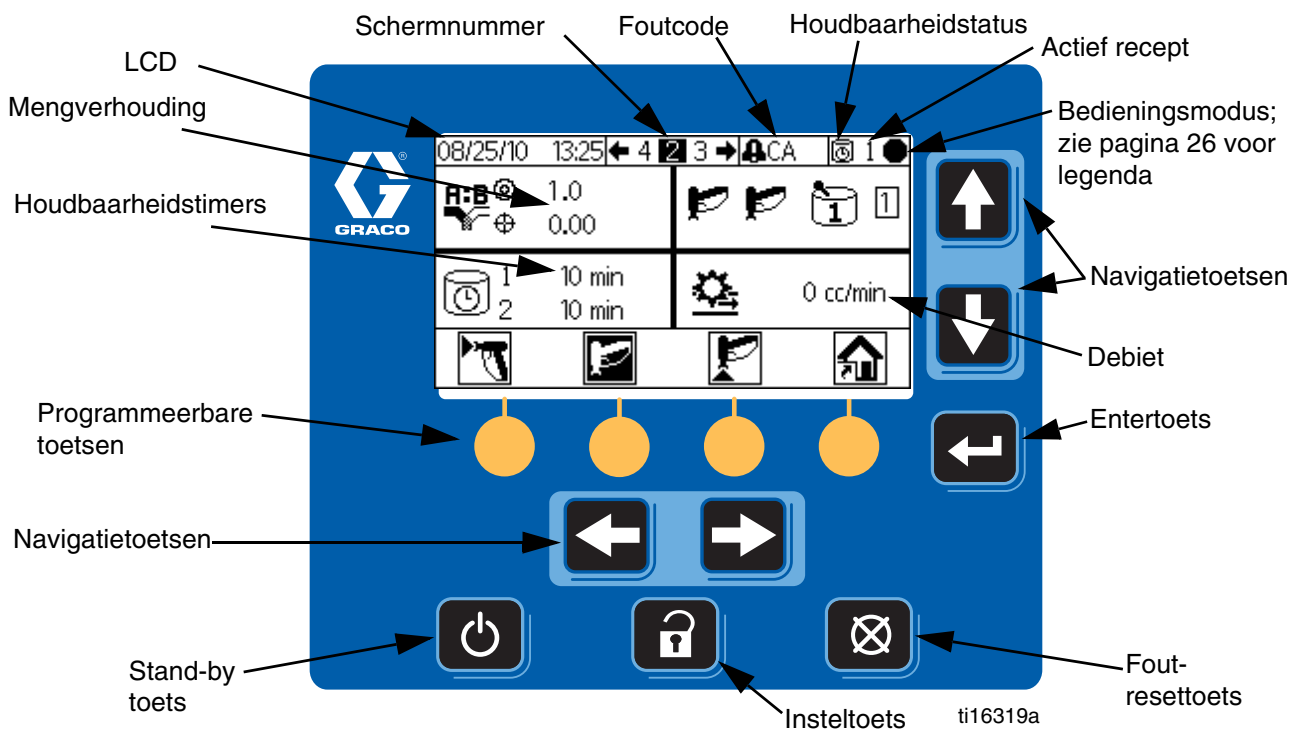 Schermnummer
Foutcode
Houdbaarheidstatus
Actief recept
LCD
Mengverhouding
Bedieningsmodus;
zie pagina 26 voor
legenda
08/25/10 13:25 4 2 3 CA 1
GRACO
®
A:B 1.0
0.00
1 1
Houdbaarheidstimers
1 10 min
2 10 min
0 cc/min
Navigatietoetsen
Debiet
Programmeerbare
toetsen
Entertoets
Navigatietoetsen
Stand-by
toets
Insteltoets
Fout-
resettoets
ti16319a